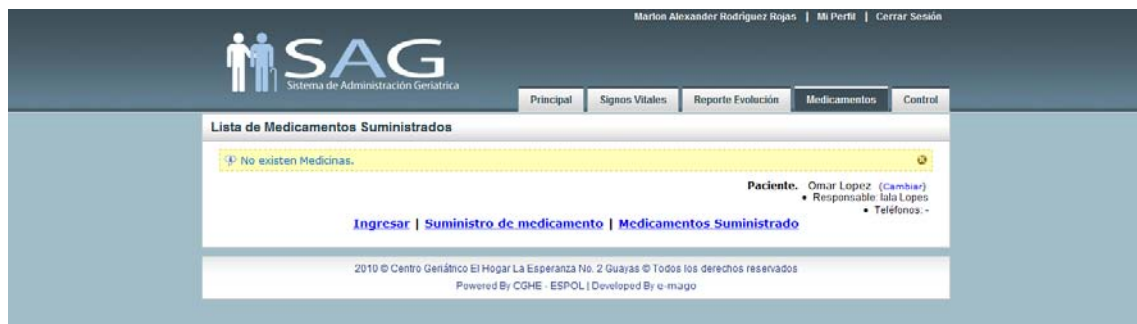 Marlon Alexander Rodriguez Rojas | Mi Perfil | Cerrar Sesión
SAG
Sistema de Administración Geriatrica
Principal Signos Vitales Reporte Evolución Medicamentos Control
Lista de Medicamentos Suministrados
No existen Medicinas.
Paciente. Omar Lopez (Cambiar)
• Responsable: lala Lopes
• Teléfonos: -
Ingresar | Suministro de medicamento | Medicamentos Suministrado
2010 © Centro Geriátrico El Hogar La Esperanza No. 2 Guayas © Todos los derechos reservados
Powered By CGHE - ESPOL | Developed By e-mago